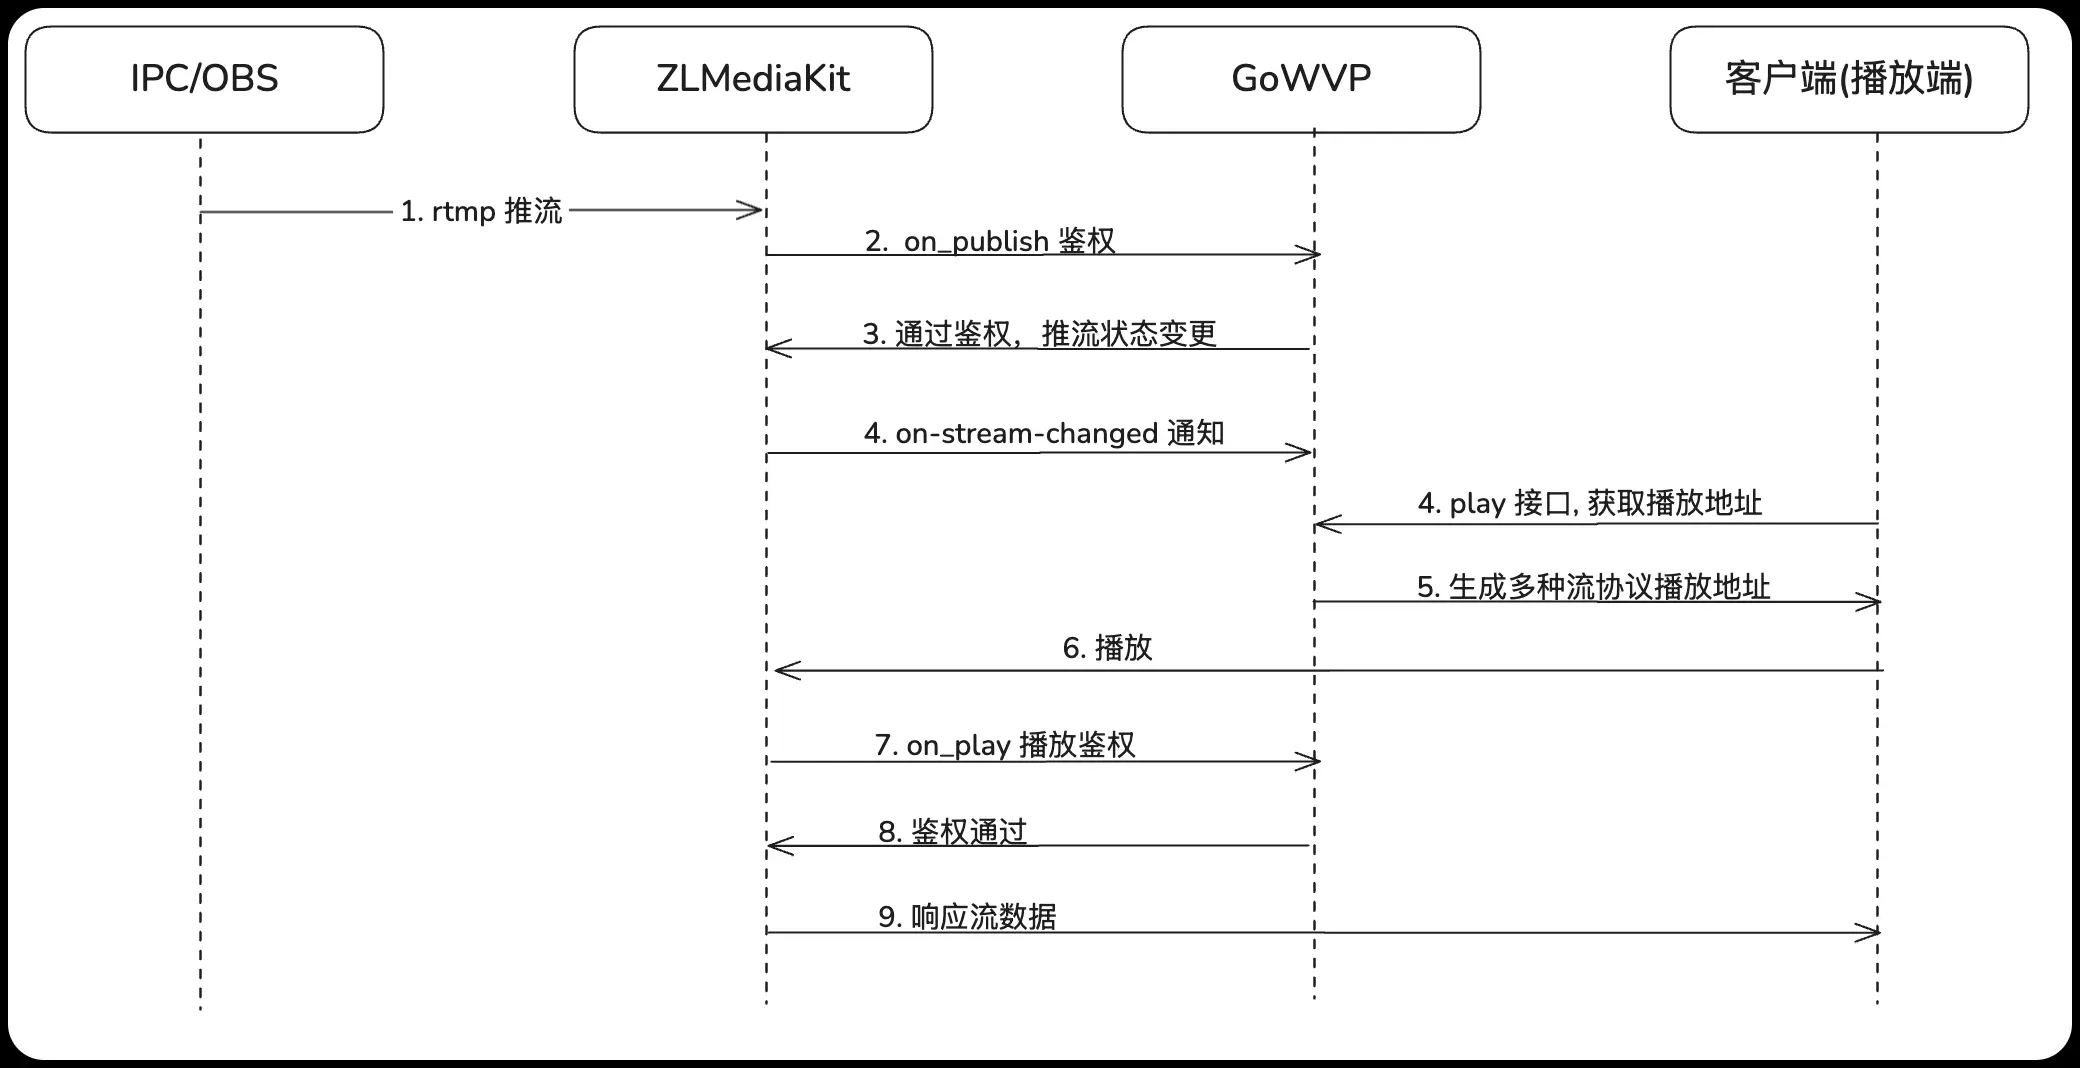 IPC/OBS
ZLMediaKit
GoWVP
客户端(播放端)
1. rtmp 推流
2. on_publish 鉴权
3. 通过鉴权，推流状态变更
4. on-stream-changed 通知
4. play 接口, 获取播放地址
5. 生成多种流协议播放地址
6. 播放
7. on_play 播放鉴权
8. 鉴权通过
9. 响应流数据